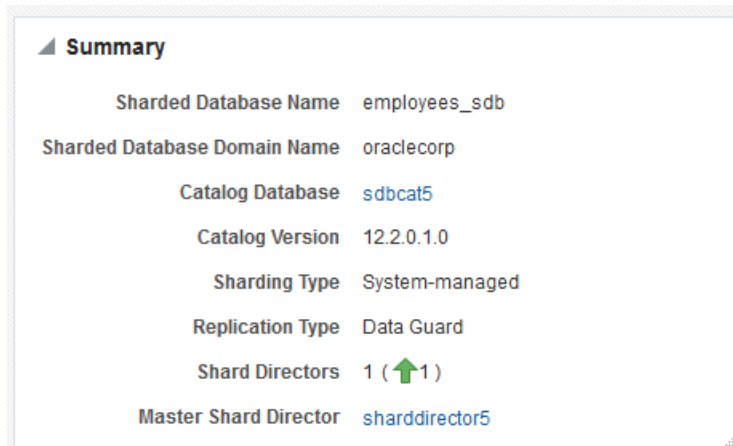 Summary
Sharded Database Name employees_sdb
Sharded Database Domain Name oraclecorp
Catalog Database sdbcat5
Catalog Version 12.2.0.1.0
Sharding Type System-managed
Replication Type Data Guard
Shard Directors 1 ( 1 )
Master Shard Director sharddirector5